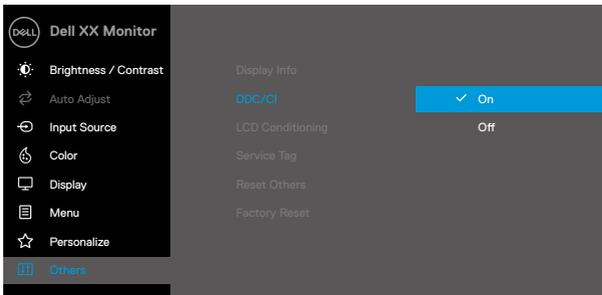 DELL Dell XX Monitor
Brightness / Contrast
Auto Adjust
Input Source
Color
Display
Menu
Personalize
Others
Display Info
DDC/CI
LCD Conditioning
Service Tag
Reset Others
Factory Reset
On
Off